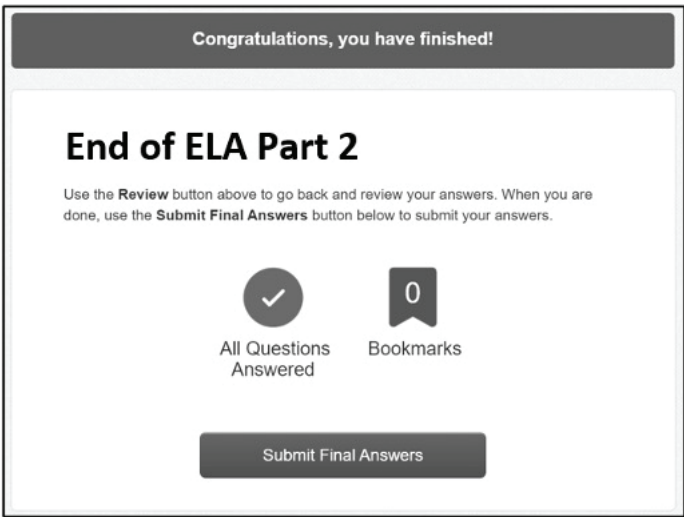 Congratulations, you have finished!
End of ELA Part 2
Use the Review button above to go back and review your answers. When you are
done, use the Submit Final Answers button below to submit your answers.
0
All Questions
Answered
Bookmarks
Submit Final Answers